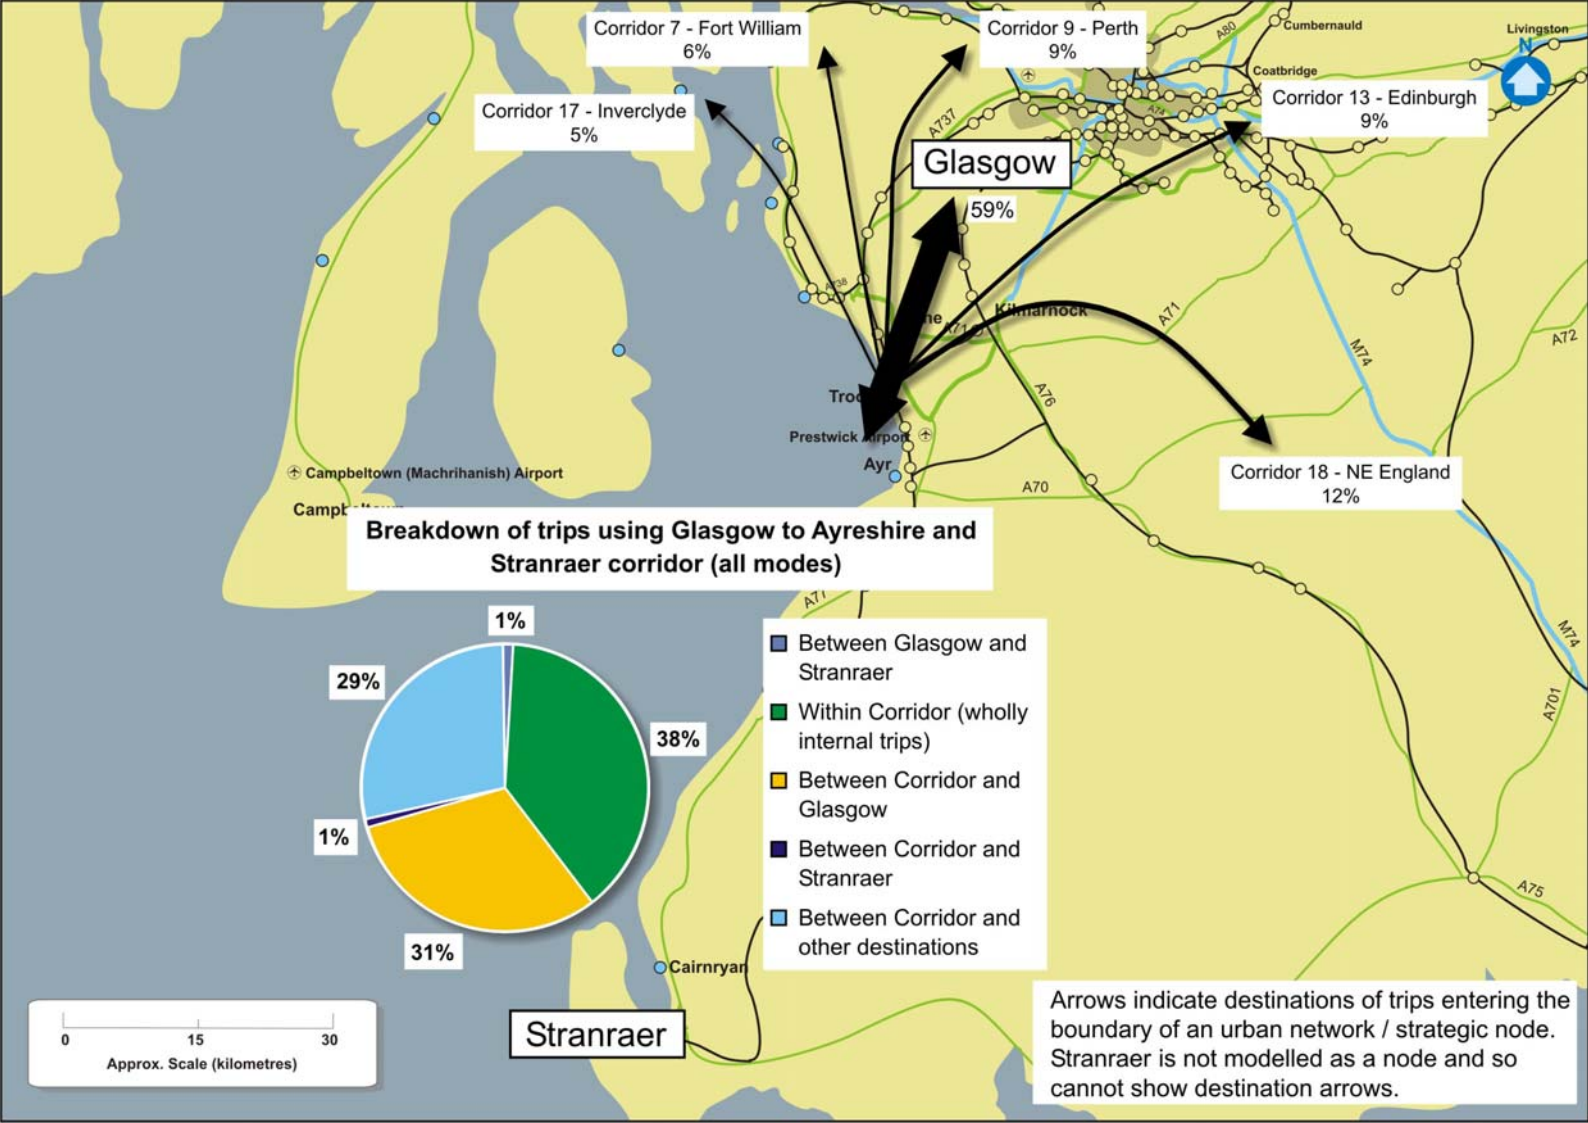 Corridor 7 - Fort William
6%
Corridor 9 - Perth
9%
A80
Cumbernauld
Livingston
N
Coatbridge
Corridor 17 - Inverclyde
5%
Corridor 13 - Edinburgh
9%
A737
A74
Glasgow
59%
A738
Kilmarnock
A71
A71
M74
A72
A76
Prestwick Airport
Ayr
A70
Corridor 18 - NE England
12%
Campbeltown (Machrihanish) Airport
Breakdown of trips using Glasgow to Ayreshire and
Stranraer corridor (all modes)
A77
1%
29%
38%
1%
31%
Between Glasgow and
Stranraer
Within Corridor (wholly
internal trips)
Between Corridor and
Glasgow
Between Corridor and
Stranraer
Between Corridor and
other destinations
M74
A701
A75
Cairnryan
Stranraer
0 15 30
Approx. Scale (kilometres)
Arrows indicate destinations of trips entering the
boundary of an urban network / strategic node.
Stranraer is not modelled as a node and so
cannot show destination arrows.